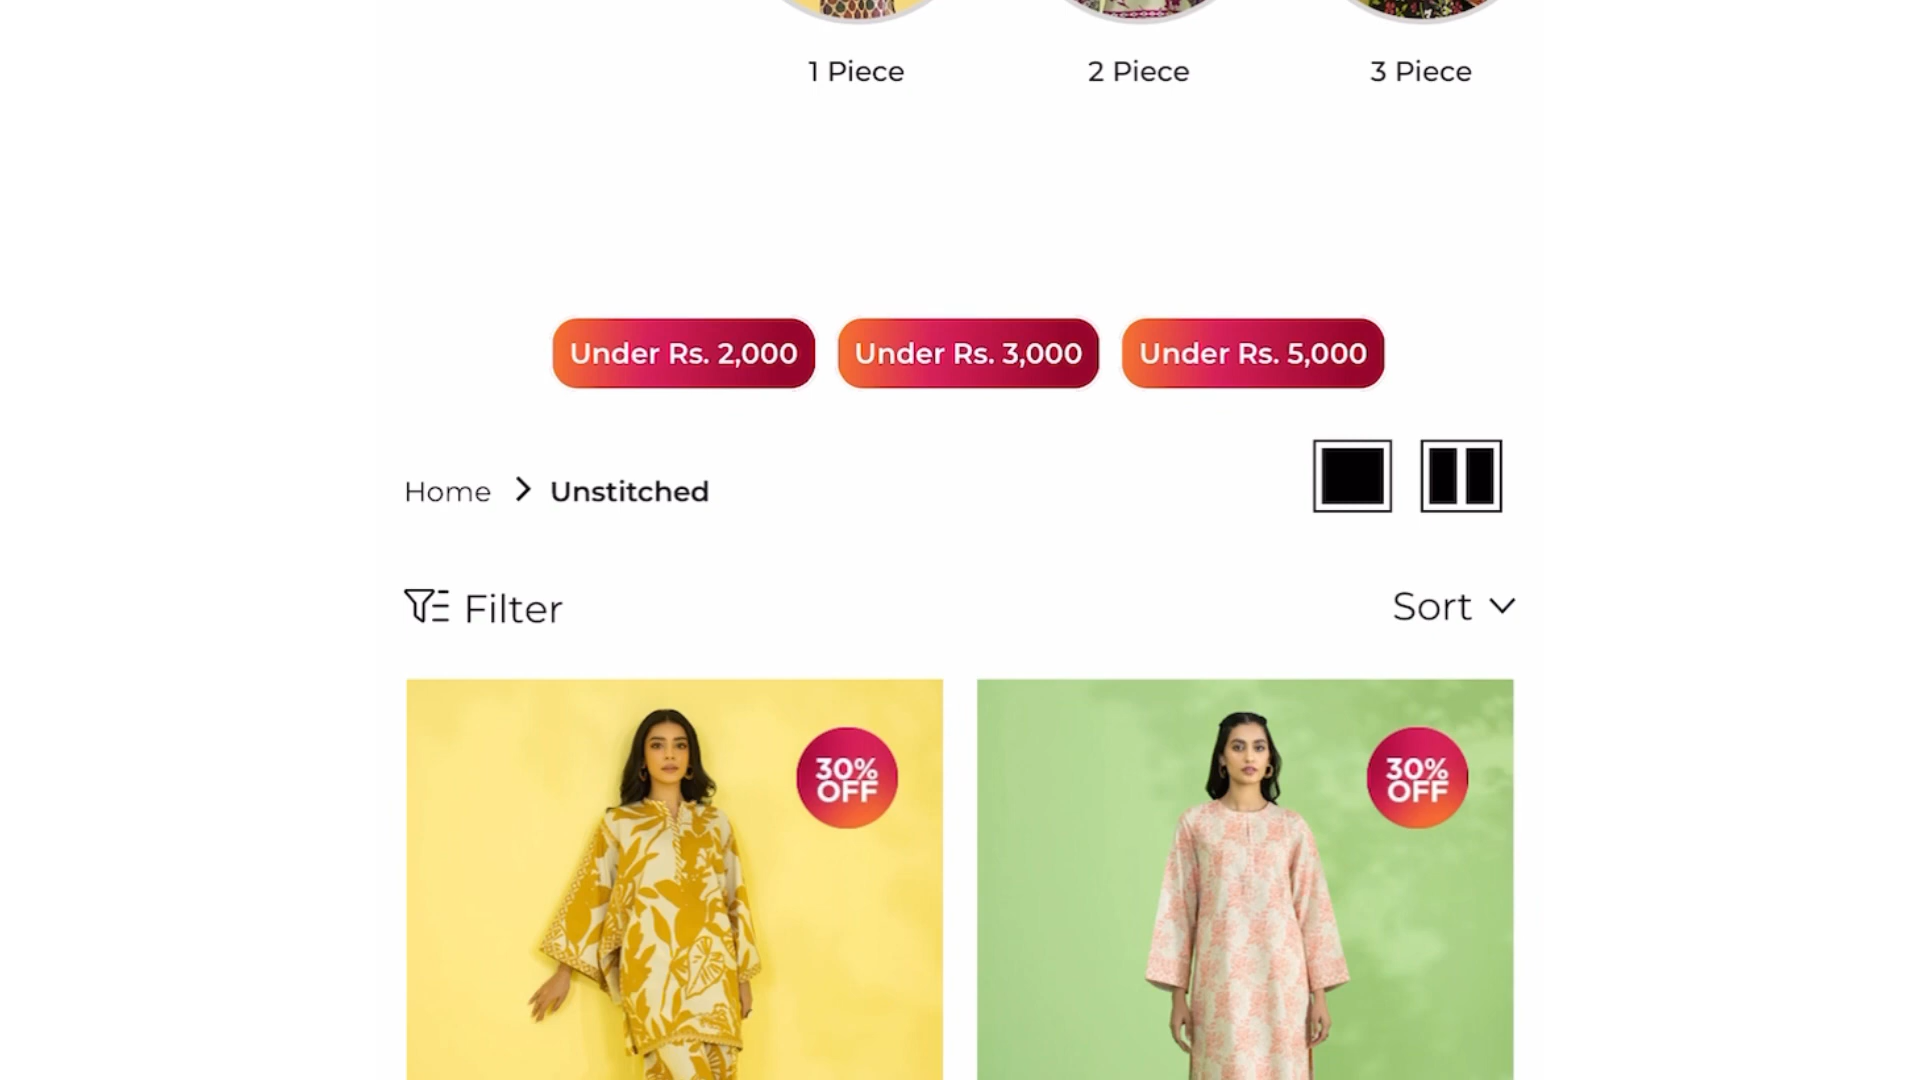 1 Piece
2 Piece
3 Piece
Under Rs. 2,000
Under Rs. 3,000
Under Rs. 5,000
Home > Unstitched
Filter
Sort
30%
OFF
30%
OFF